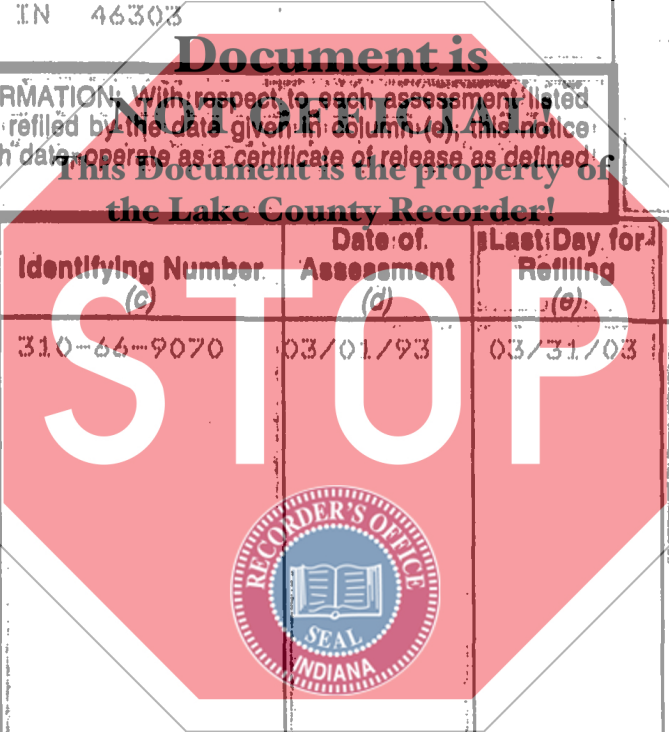 IN 46303
Document is
NOT OFFICIAL!
This Document is the property of
the Lake County Recorder!
RMATION: With respect to each assessment listed
refiled by the date given in column (e), this notice
h date, operate as a certificate of release as defined
Identifying Number
(c)
Date of
Assessment
(d)
Last Day for
Refiling
(e)
310-66-9070 03/01/93 03/31/03
STOP
RECORDER'S OFFICE
SEAL
INDIANA